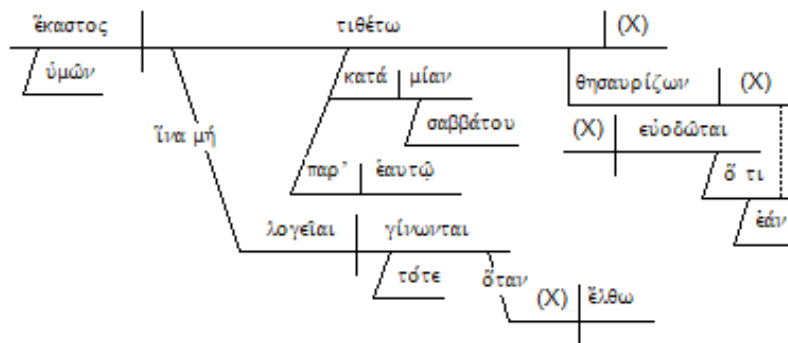 ἕκαστος τιθέτω (X)
ὑμῶν κατά μίαν θησαυρίζων (X)
σαββάτου (X) εὐοδῶται
ἵνα μή
παρ' ἑαυτῷ ὅ τι
λογεῖαι γίνωνται ἐάν
τότε ὅταν (X) ἔλθω